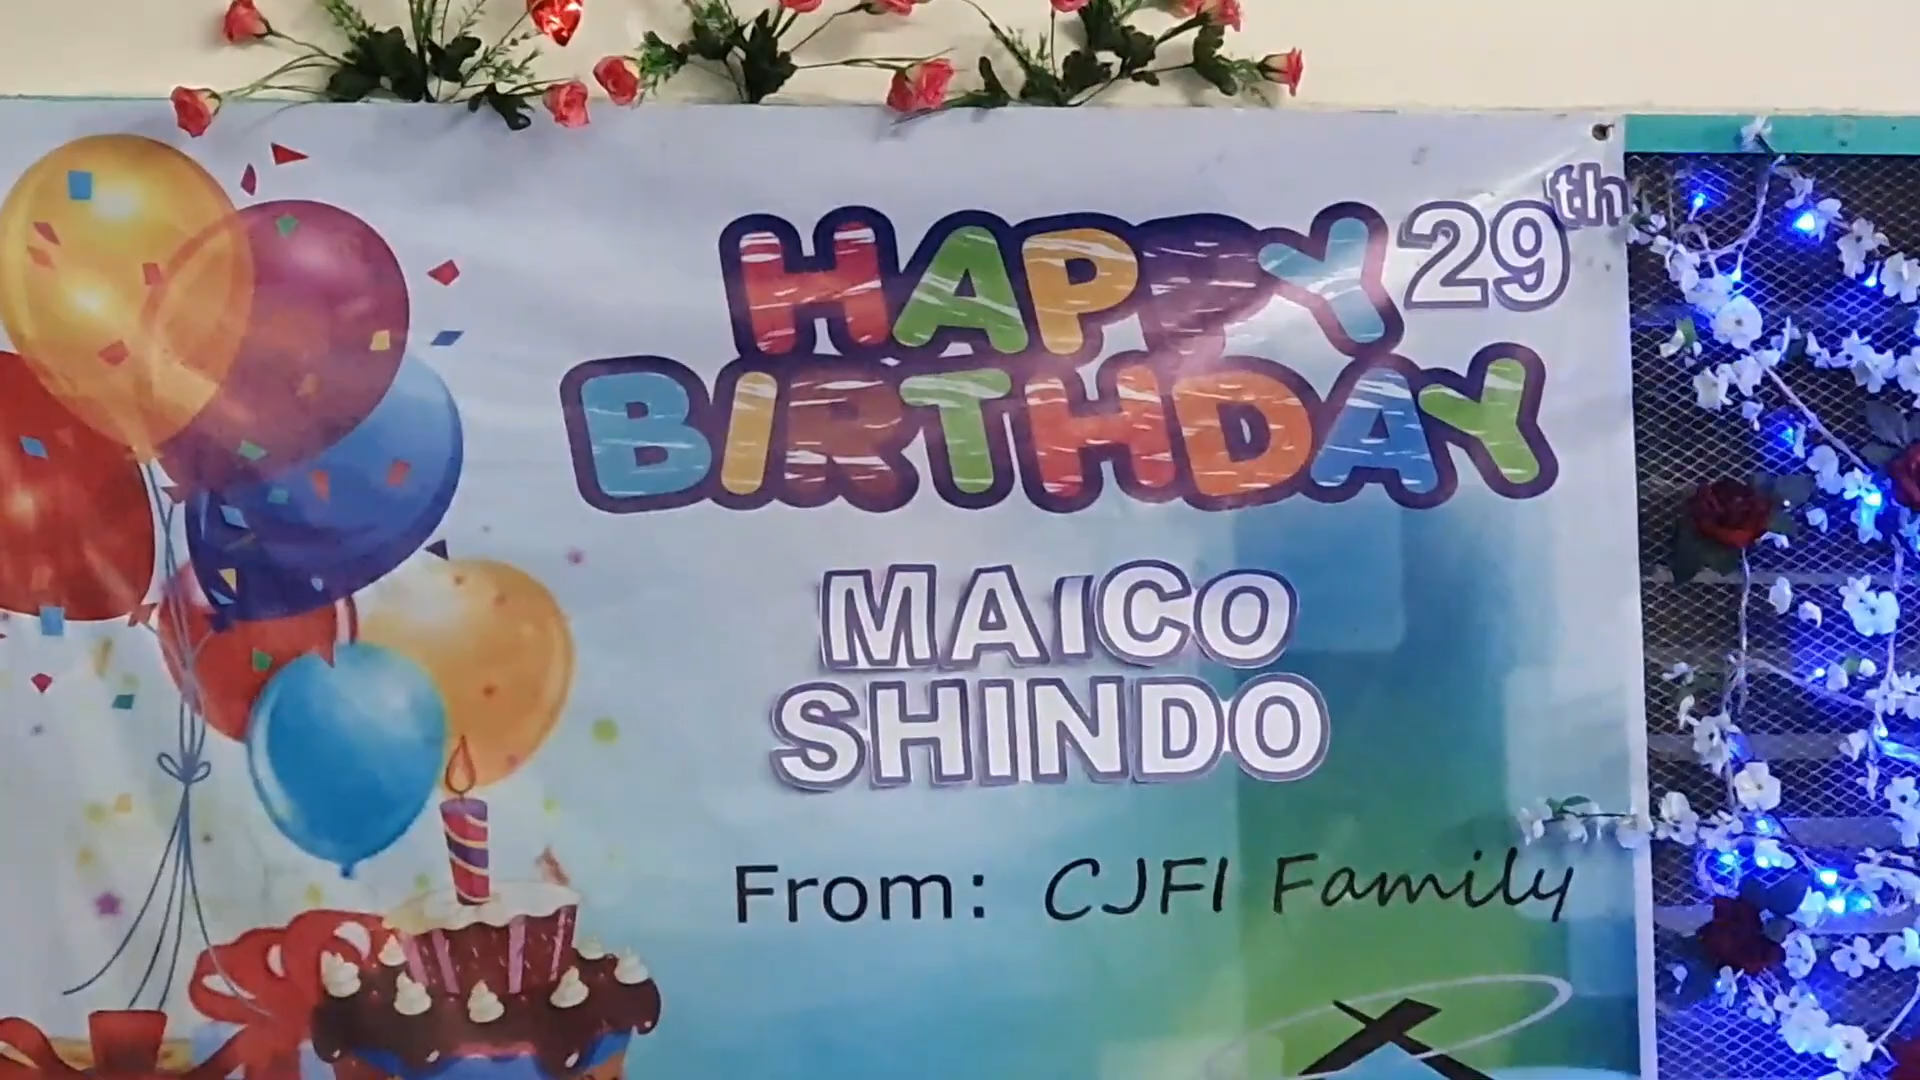 HAPPY 29th
BIRTHDAY
MAICO
SHINDO
From: CJFI Family